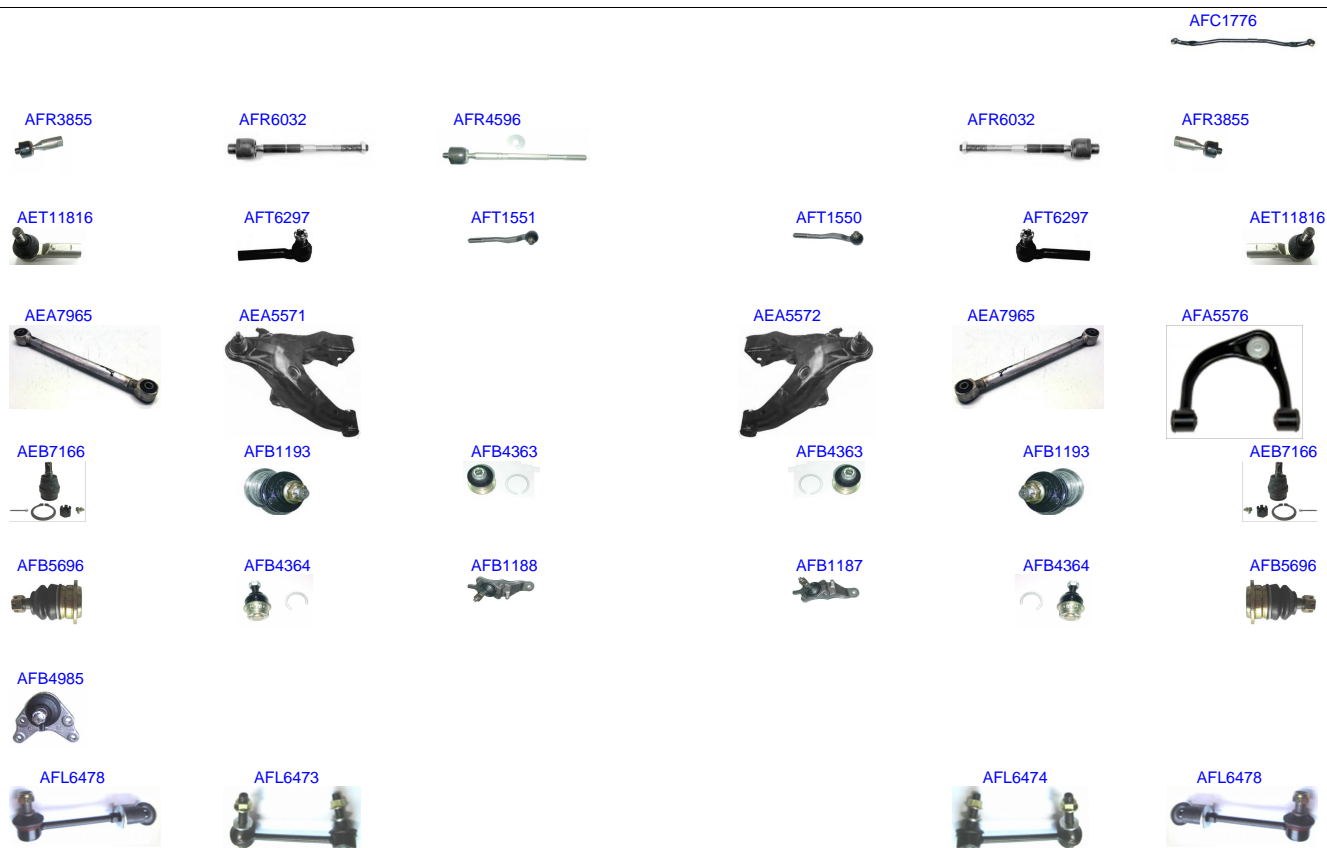 AFC1776
AFR3855 AFR6032 AFR4596 AFR6032 AFR3855
AET11816 AFT6297 AFT1551 AFT1550 AFT6297 AET11816
AEA7965 AEA5571 AEA5572 AEA7965 AFA5576
AEB7166 AFB1193 AFB4363 AFB4363 AFB1193 AEB7166
AFB5696 AFB4364 AFB1188 AFB1187 AFB4364 AFB5696
AFB4985
AFL6478 AFL6473 AFL6474 AFL6478